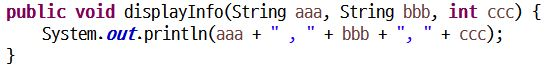 public void displayInfo(String aaa, String bbb, int ccc) {
System.out.println(aaa + " , " + bbb + ", " + ccc);
}